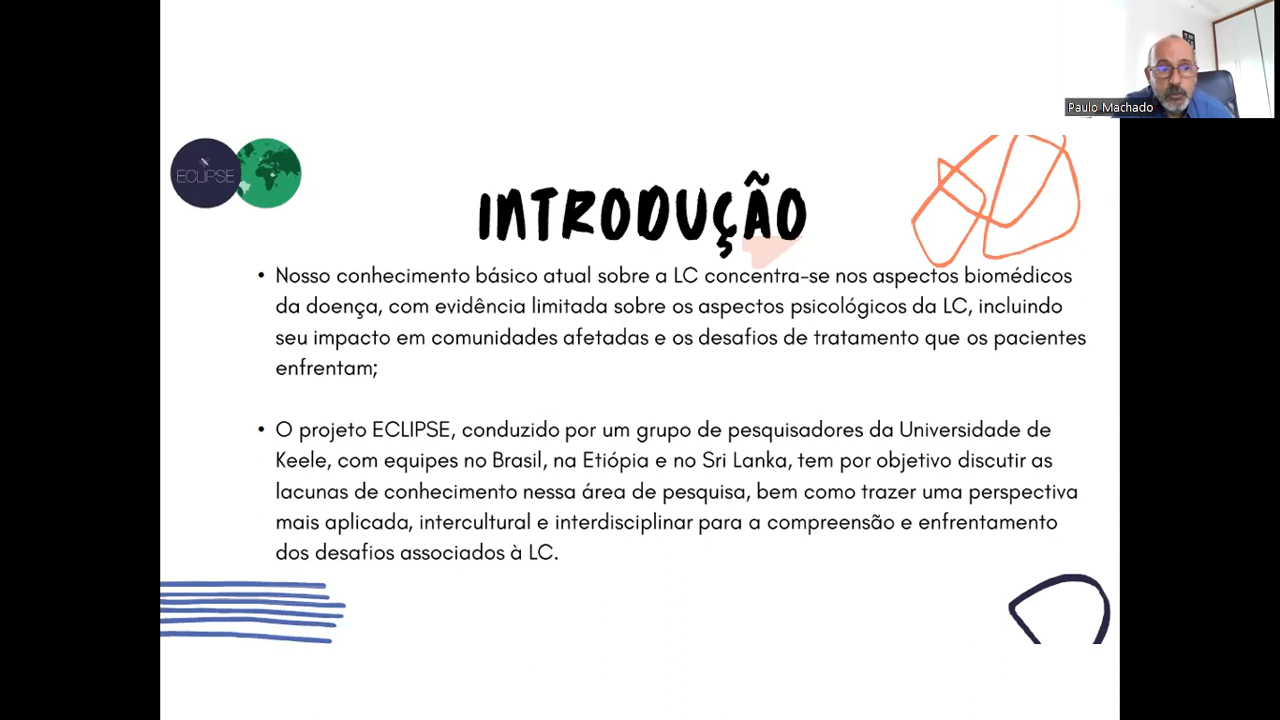 Paulo Machado
ECLIPSE
INTRODUÇÃO
• Nosso conhecimento básico atual sobre a LC concentra-se nos aspectos biomédicos
da doença, com evidência limitada sobre os aspectos psicológicos da LC, incluindo
seu impacto em comunidades afetadas e os desafios de tratamento que os pacientes
enfrentam;
• O projeto ECLIPSE, conduzido por um grupo de pesquisadores da Universidade de
Keele, com equipes no Brasil, na Etiópia e no Sri Lanka, tem por objetivo discutir as
lacunas de conhecimento nessa área de pesquisa, bem como trazer uma perspectiva
mais aplicada, intercultural e interdisciplinar para a compreensão e enfrentamento
dos desafios associados à LC.